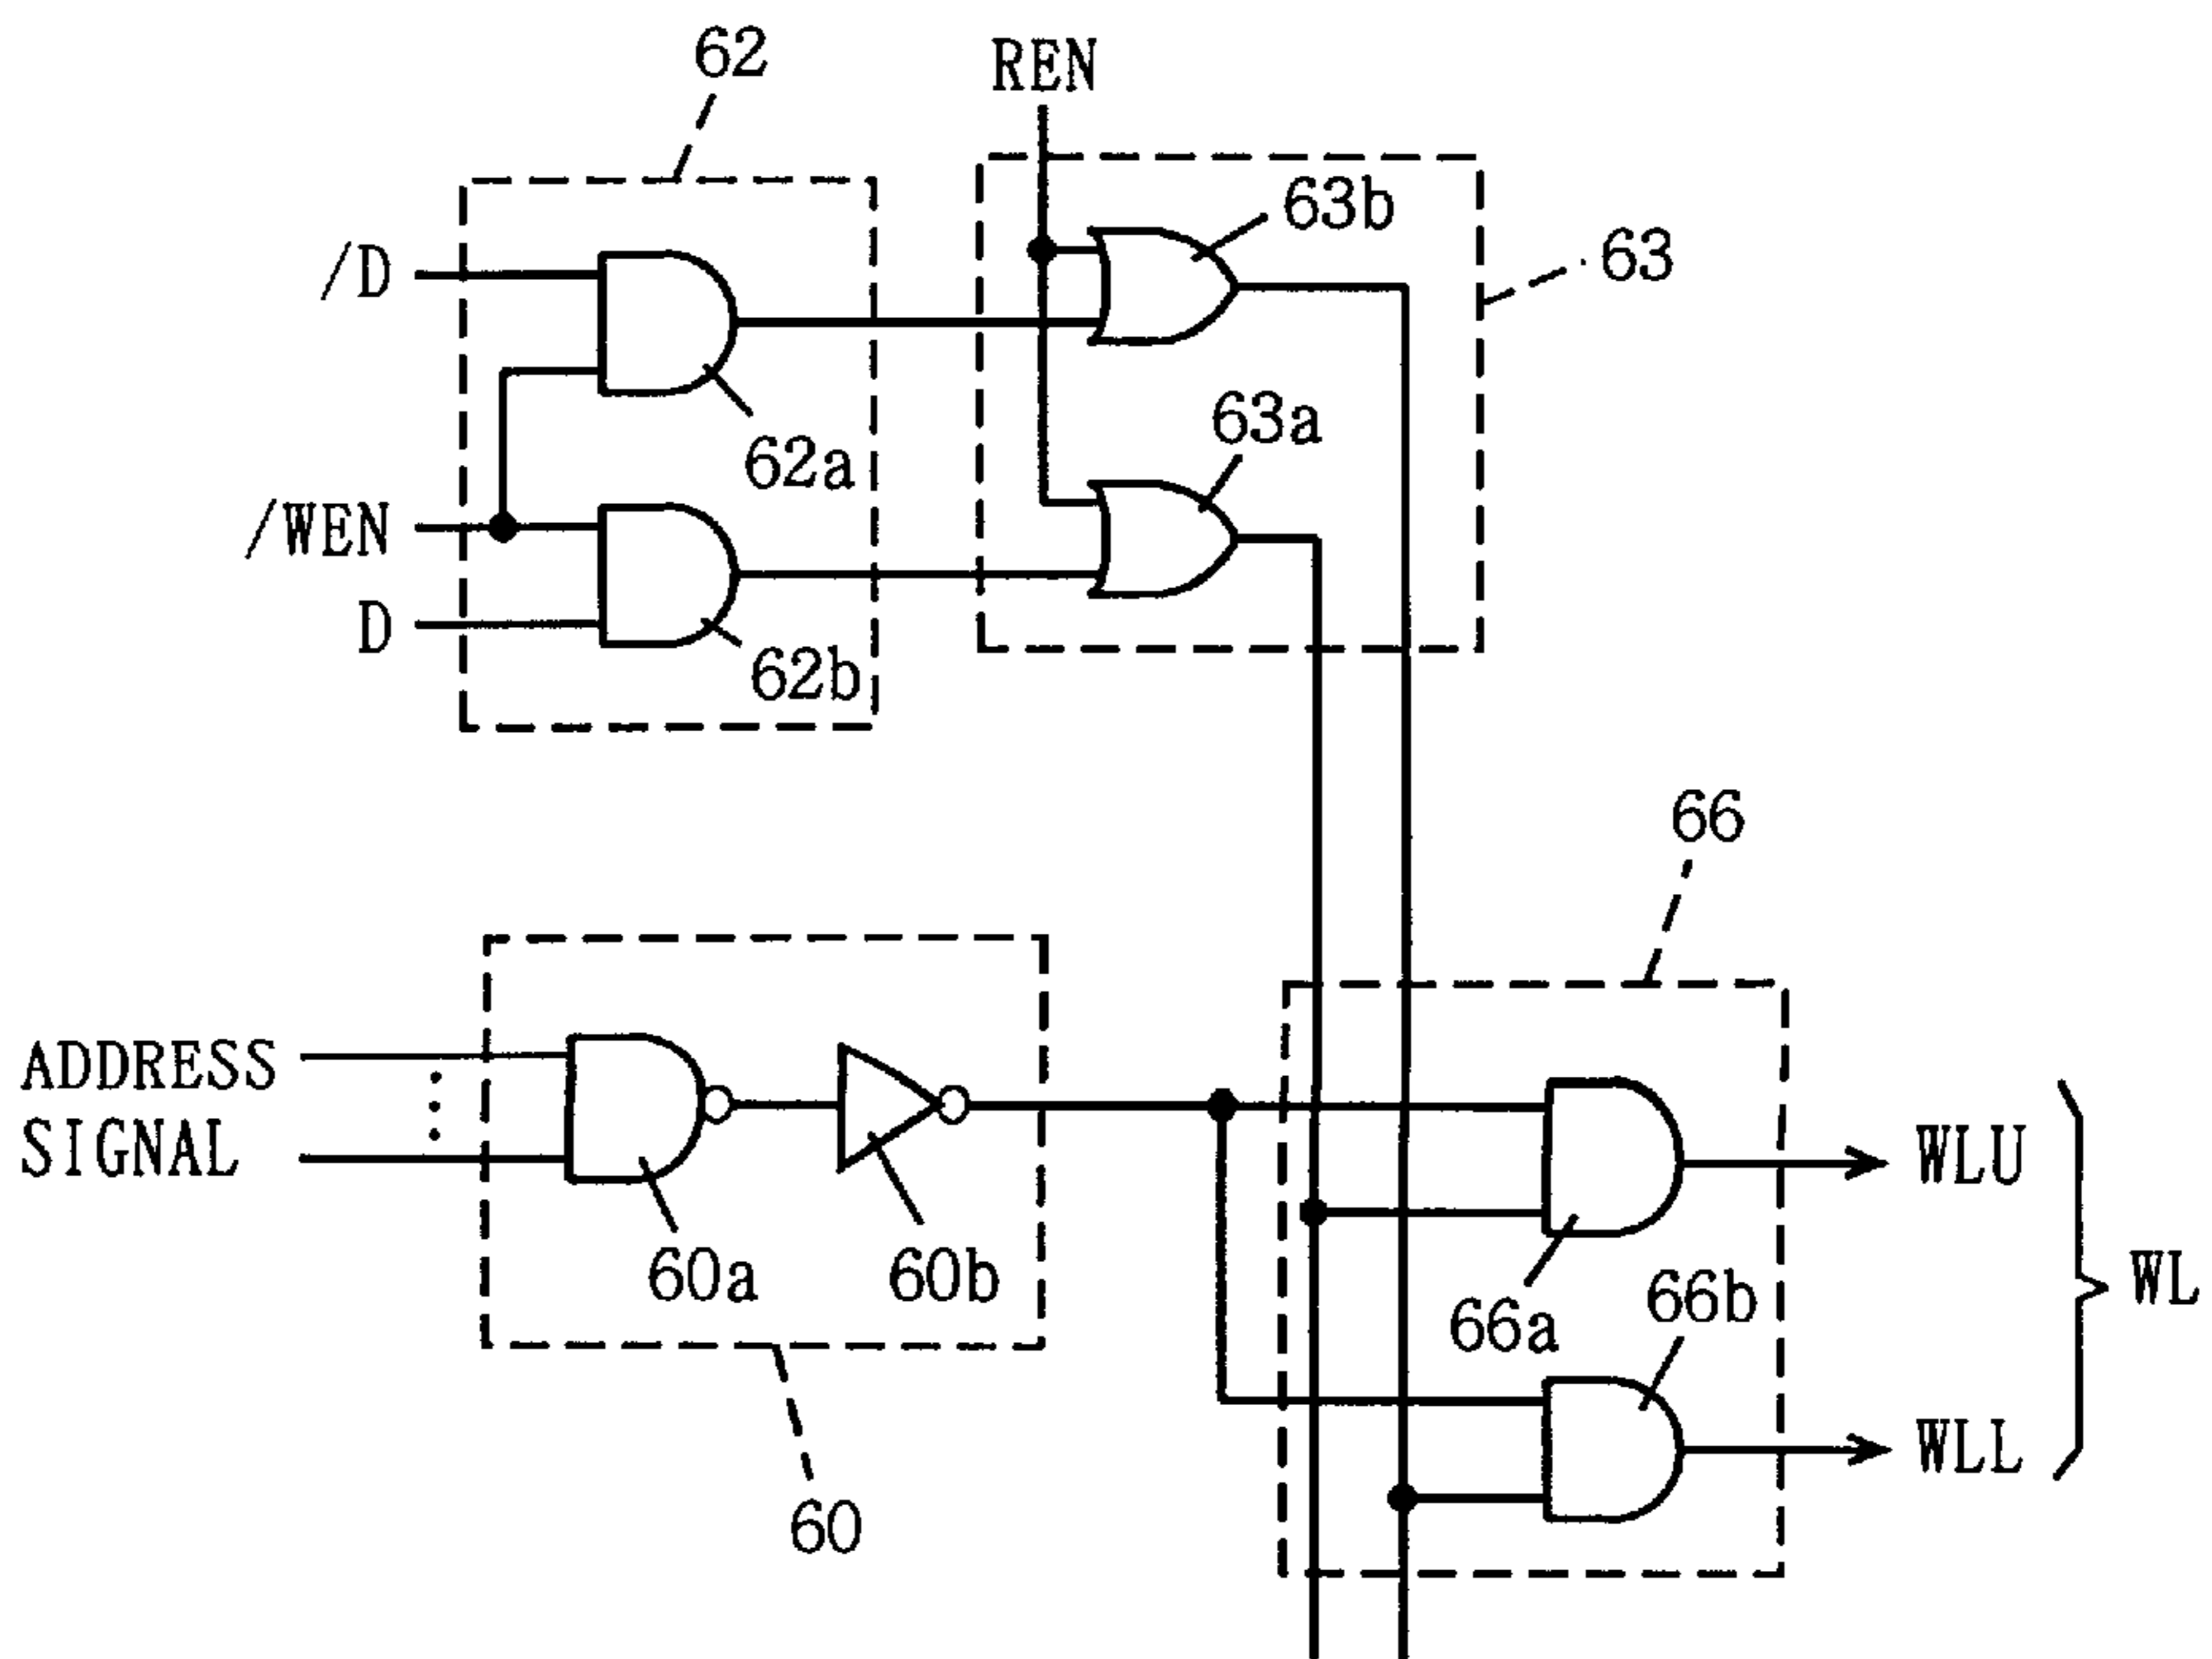 62
REN
63b
63
/D
63a
62a
/WEN
D
62b
66
ADDRESS
SIGNAL
WLU
60a
60b
66b
WL
66a
WLL
60